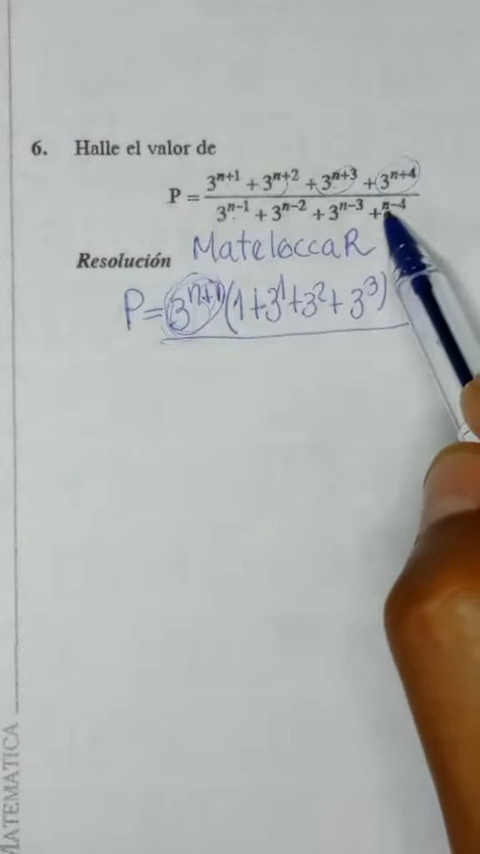 6. Halle el valor de
P = \frac{3^{n+1} + 3^{n+2} + 3^{n+3} + 3^{n+4}}{3^{n-1} + 3^{n-2} + 3^{n-3} + ^{n-4}}
Resolución MateloccaR
P=3^{n+1}(1+3^1+3^2+3^3)
MATEMATICA